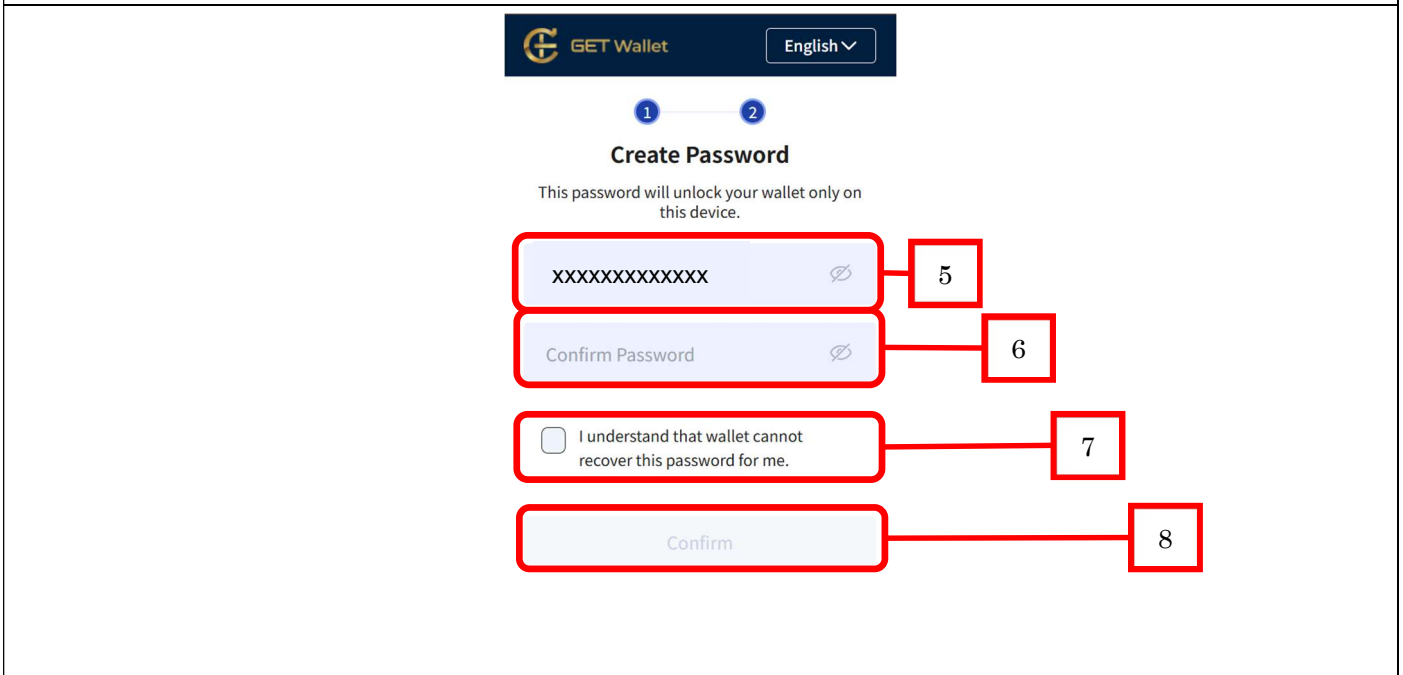 GET Wallet
English
1 2
Create Password
This password will unlock your wallet only on
this device.
xxxxxxxxxxxxx
5
Confirm Password
6
I understand that wallet cannot
recover this password for me.
7
Confirm
8